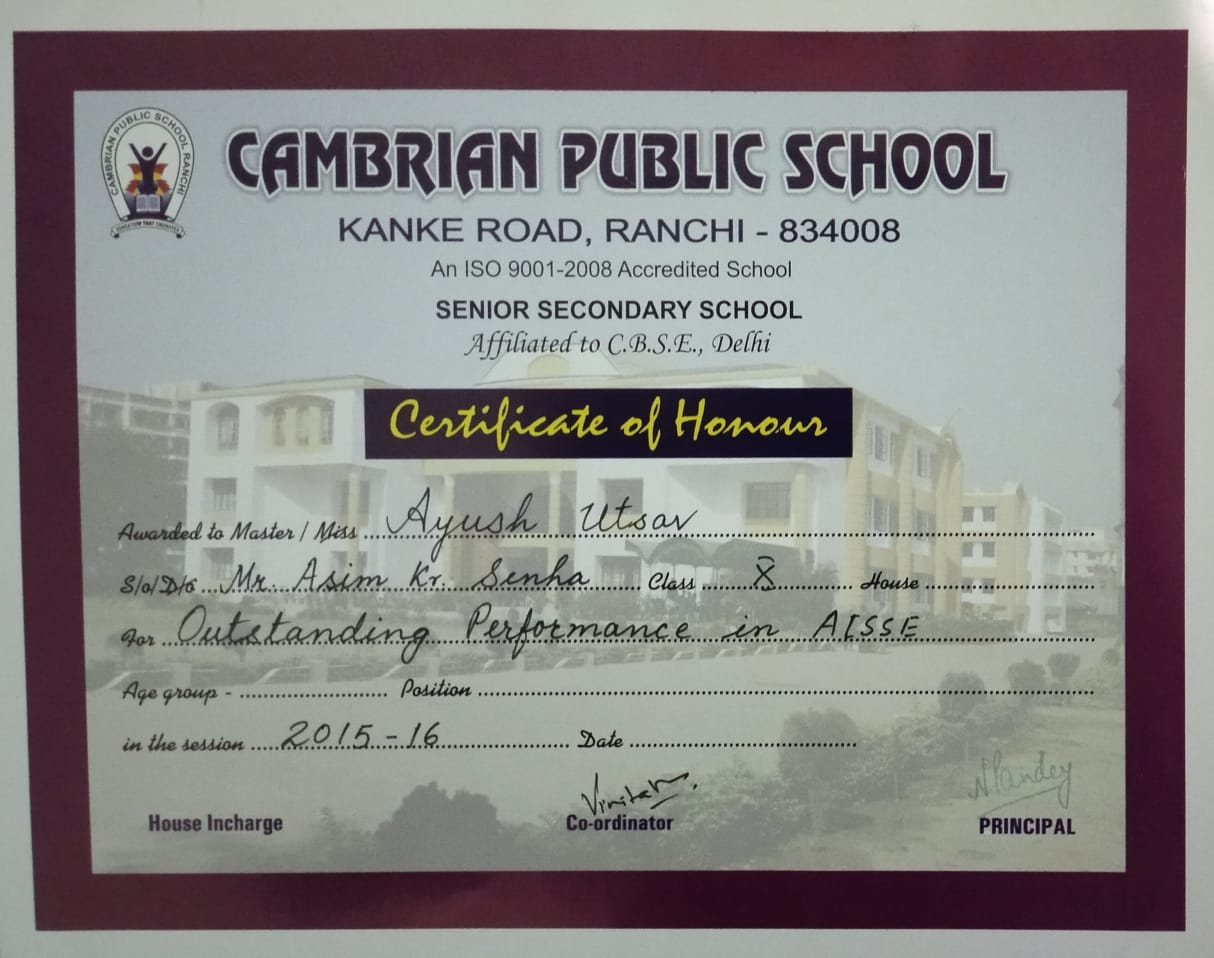 CAMBRIAN PUBLIC SCHOOL RANCHI
CAMBRIAN PUBLIC SCHOOL
KANKE ROAD, RANCHI - 834008
An ISO 9001-2008 Accredited School
SENIOR SECONDARY SCHOOL
Affiliated to C.B.S.E., Delhi
Certificate of Honour
Awarded to Master / Miss Ayush Utsav
S/o/D/o Mr. Asim Kr. Sinha Class X House
For Outstanding Performance in AISSE
Age group - Position
in the session 2015-16 Date
House Incharge Co-ordinator PRINCIPAL